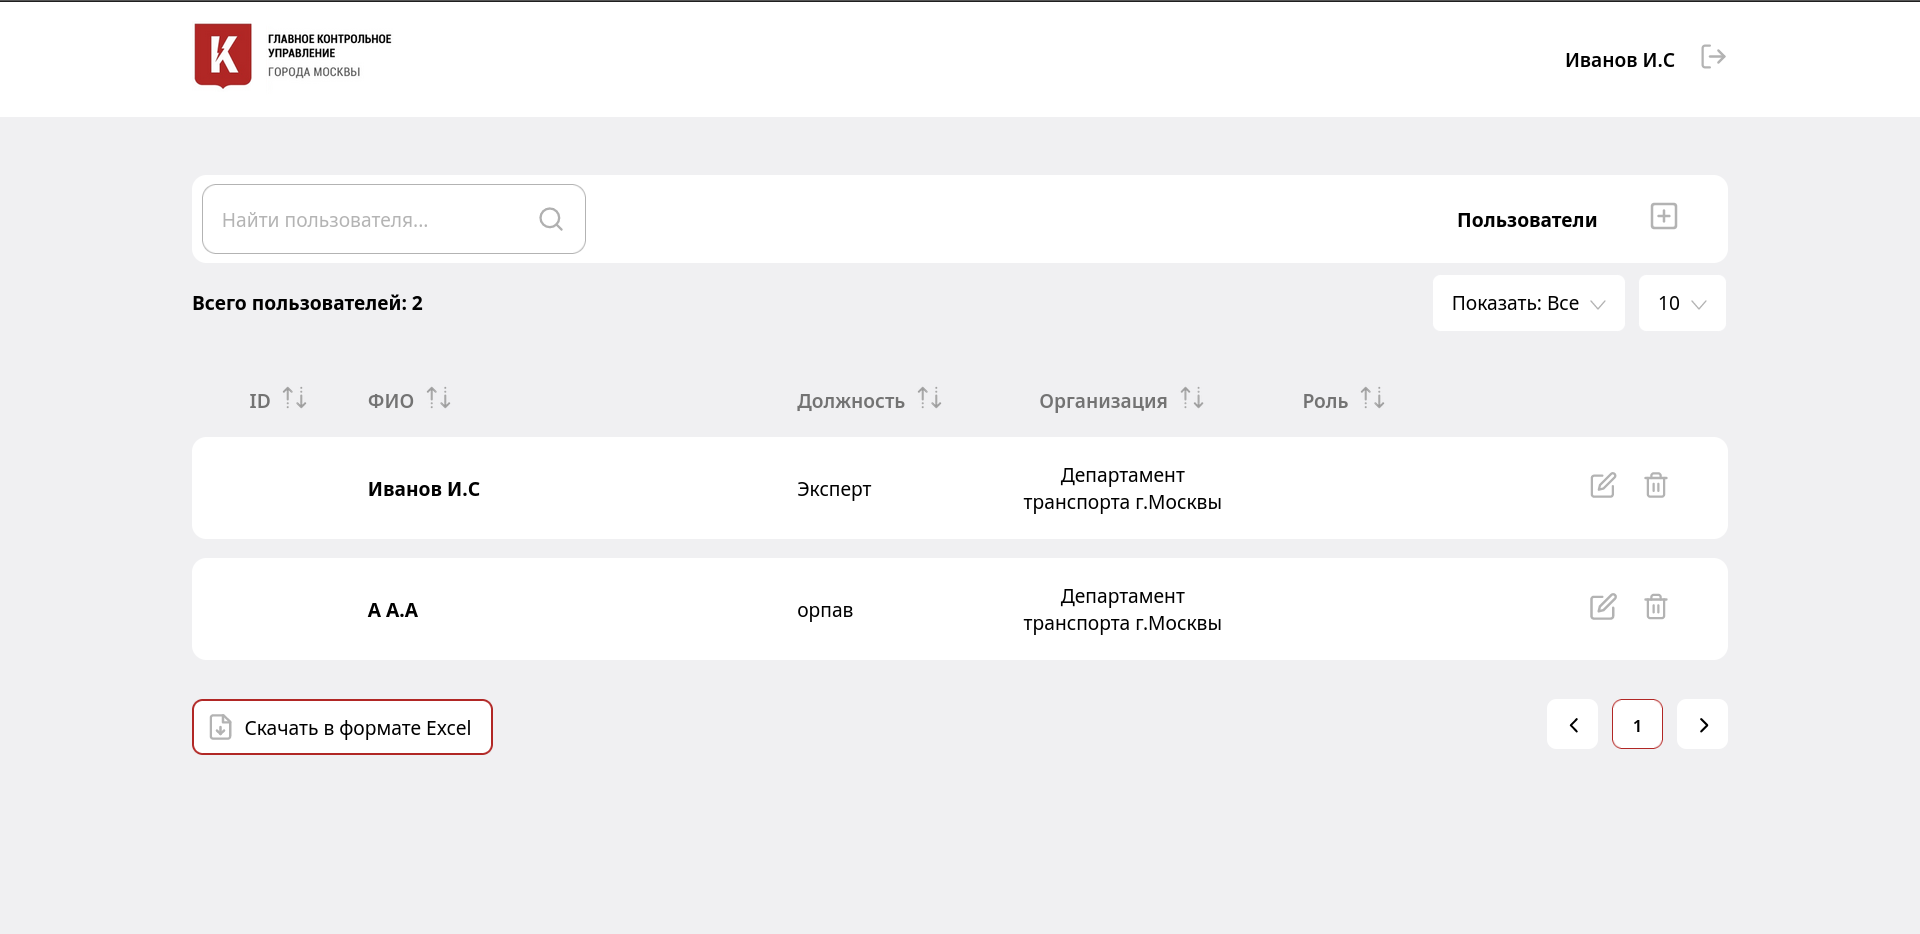 ГЛАВНОЕ КОНТРОЛЬНОЕ
УПРАВЛЕНИЕ
ГОРОДА МОСКВЫ
Иванов И.С
Найти пользователя...
Пользователи
Всего пользователей: 2
Показать: Все
10
ID
ФИО
Должность
Организация
Роль
Иванов И.С
Эксперт
Департамент
транспорта г.Москвы
А А.А
орпав
Департамент
транспорта г.Москвы
Скачать в формате Excel
1